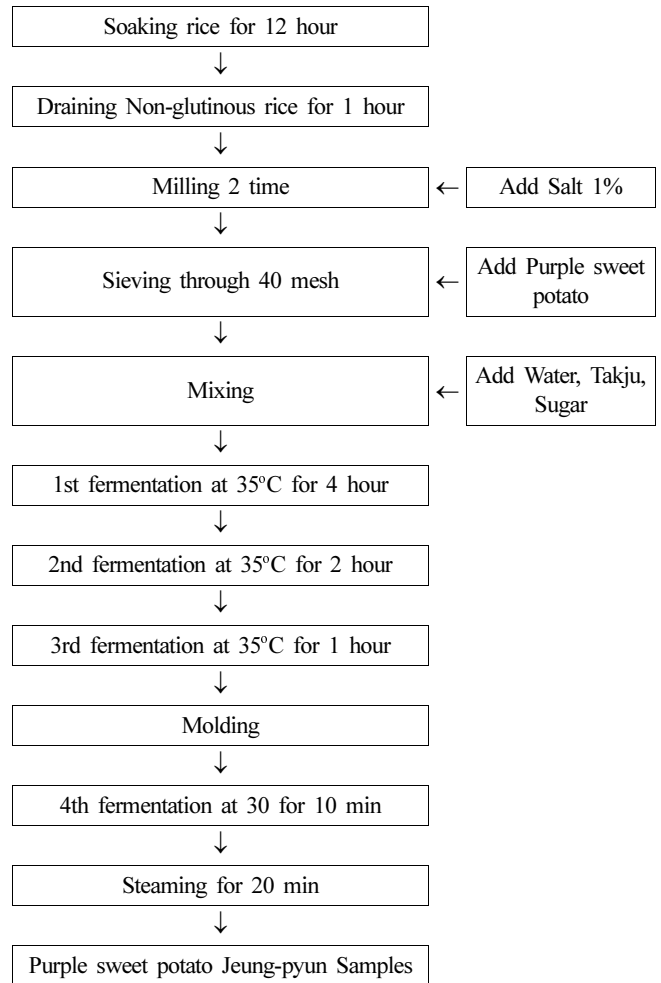 Soaking rice for 12 hour
↓
Draining Non-glutinous rice for 1 hour
↓
Milling 2 time ← Add Salt 1%
↓
Sieving through 40 mesh ← Add Purple sweet
potato
↓
Mixing ← Add Water, Takju,
Sugar
↓
1st fermentation at 35°C for 4 hour
↓
2nd fermentation at 35°C for 2 hour
↓
3rd fermentation at 35°C for 1 hour
↓
Molding
↓
4th fermentation at 30 for 10 min
↓
Steaming for 20 min
↓
Purple sweet potato Jeung-pyun Samples